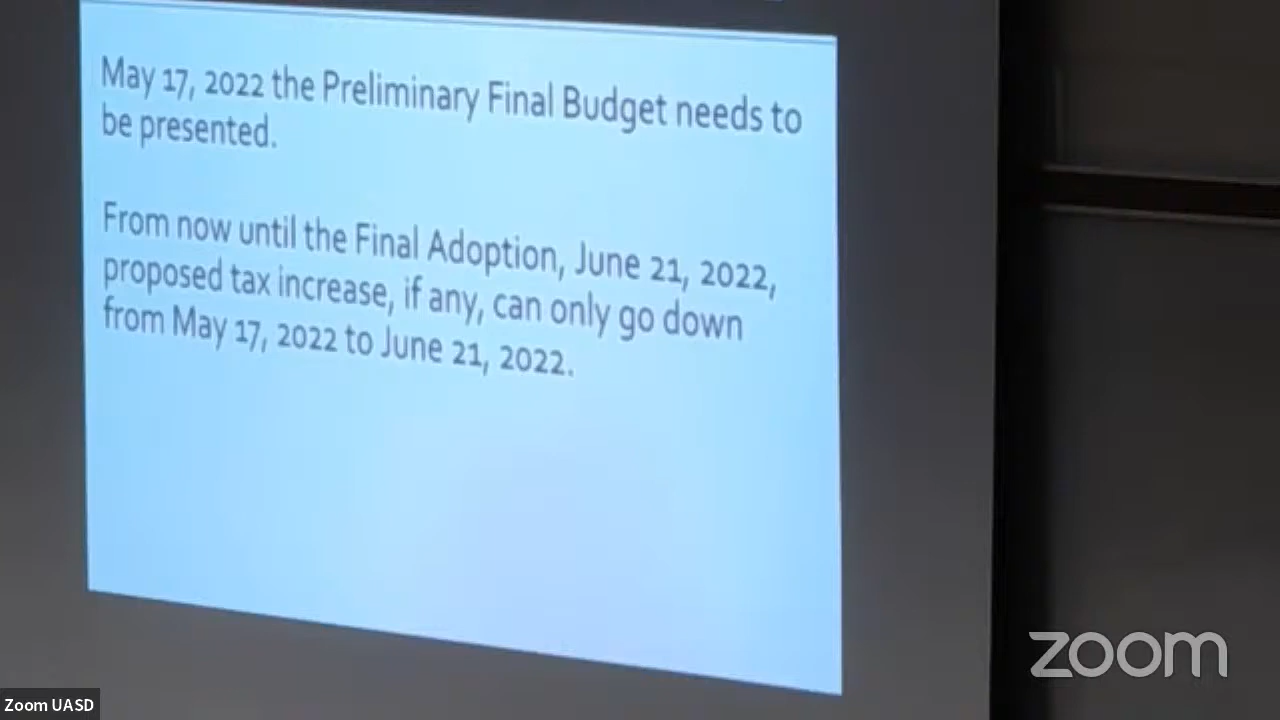 May 17, 2022 the Preliminary Final Budget needs to
be presented.
From now until the Final Adoption, June 21, 2022,
proposed tax increase, if any, can only go down
from May 17, 2022 to June 21, 2022.
zoom
Zoom UASD